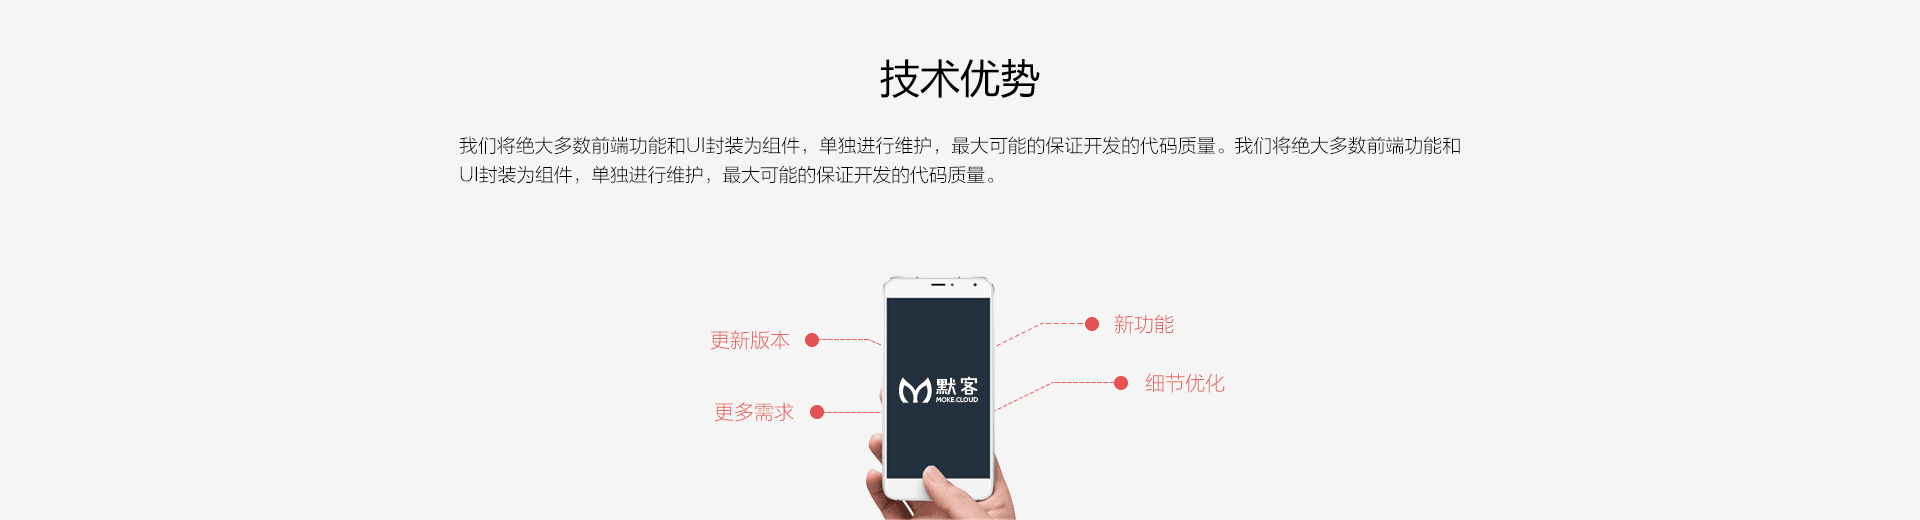 技术优势
我们将绝大多数前端功能和UI封装为组件，单独进行维护，最大可能的保证开发的代码质量。我们将绝大多数前端功能和
UI封装为组件，单独进行维护，最大可能的保证开发的代码质量。
新功能
更新版本
细节优化
默客
MOKE.CLOUD
更多需求